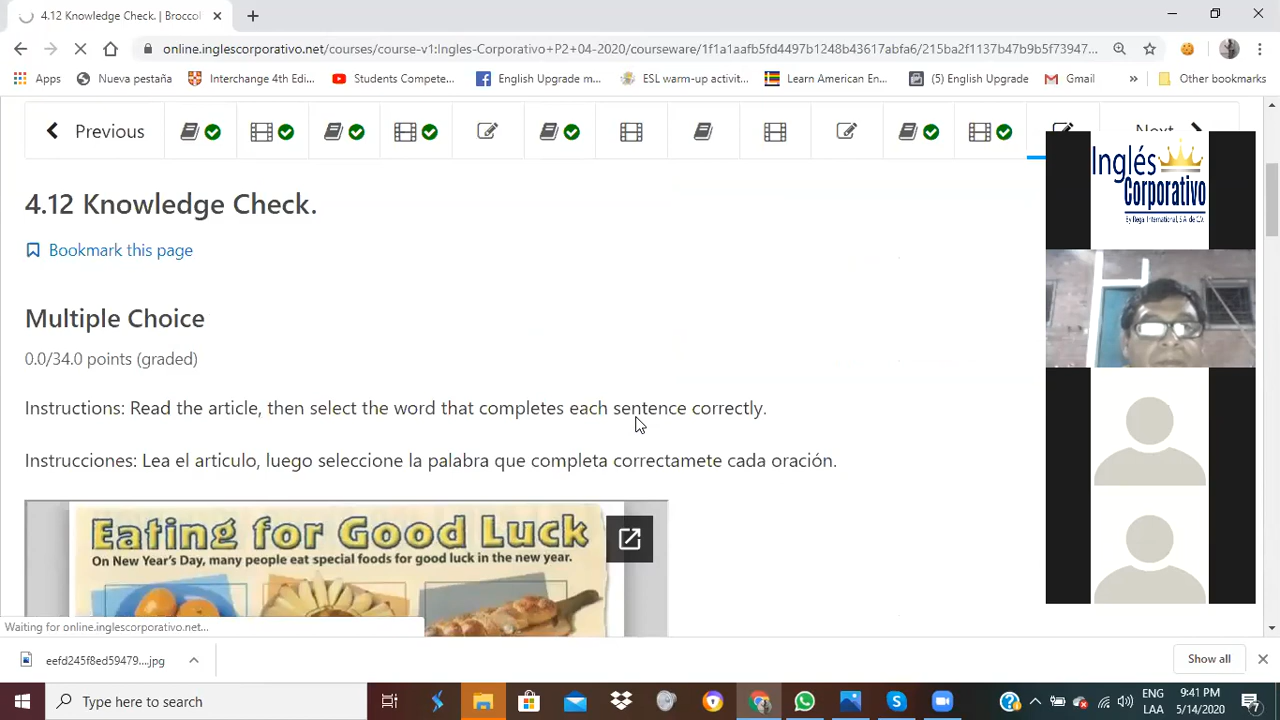 4.12 Knowledge Check. | Broccol
online.inglescorporativo.net/courses/course-v1:Ingles-Corporativo+P2+04-2020/courseware/1f1a1aafb5fd4497b1248b43617abfa6/215ba2f1137b47b9b5f73947...
Apps
Nueva pestaña
Interchange 4th Edi...
Students Compete...
English Upgrade m...
ESL warm-up activit...
Learn American En...
(5) English Upgrade
Gmail
»
Other bookmarks
Previous
Next
Inglés
Corporativo
By Regal International, S.A. de C.V.
4.12 Knowledge Check.
Bookmark this page
Multiple Choice
0.0/34.0 points (graded)
Instructions: Read the article, then select the word that completes each sentence correctly.
Instrucciones: Lea el articulo, luego seleccione la palabra que completa correctamete cada oración.
Eating for Good Luck
On New Year's Day, many people eat special foods for good luck in the new year.
Waiting for online.inglescorporativo.net...
eefd245f8ed59479....jpg
Show all
Type here to search
ENG
LAA
9:41 PM
5/14/2020
7